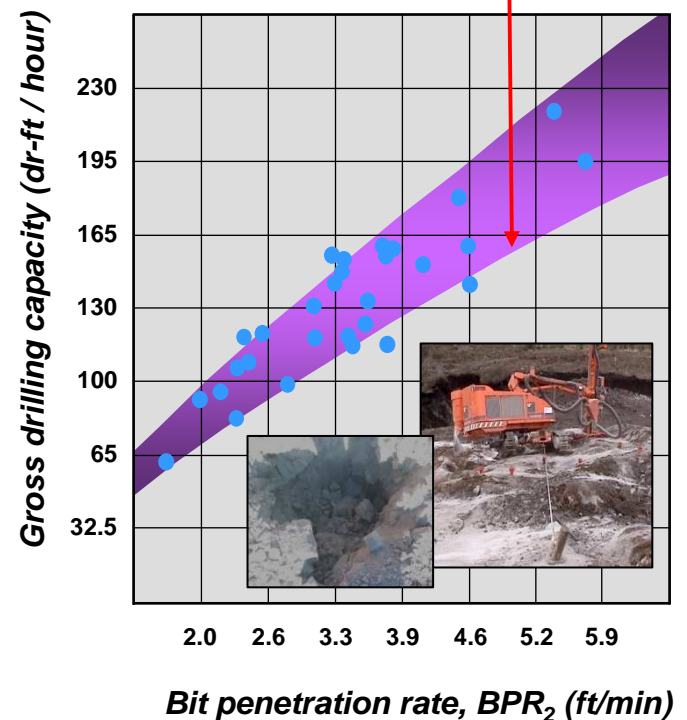 Gross drilling capacity (dr-ft / hour)
230
195
165
130
100
65
32.5
2.0 2.6 3.3 3.9 4.6 5.2 5.9
Bit penetration rate, BPR₂ (ft/min)